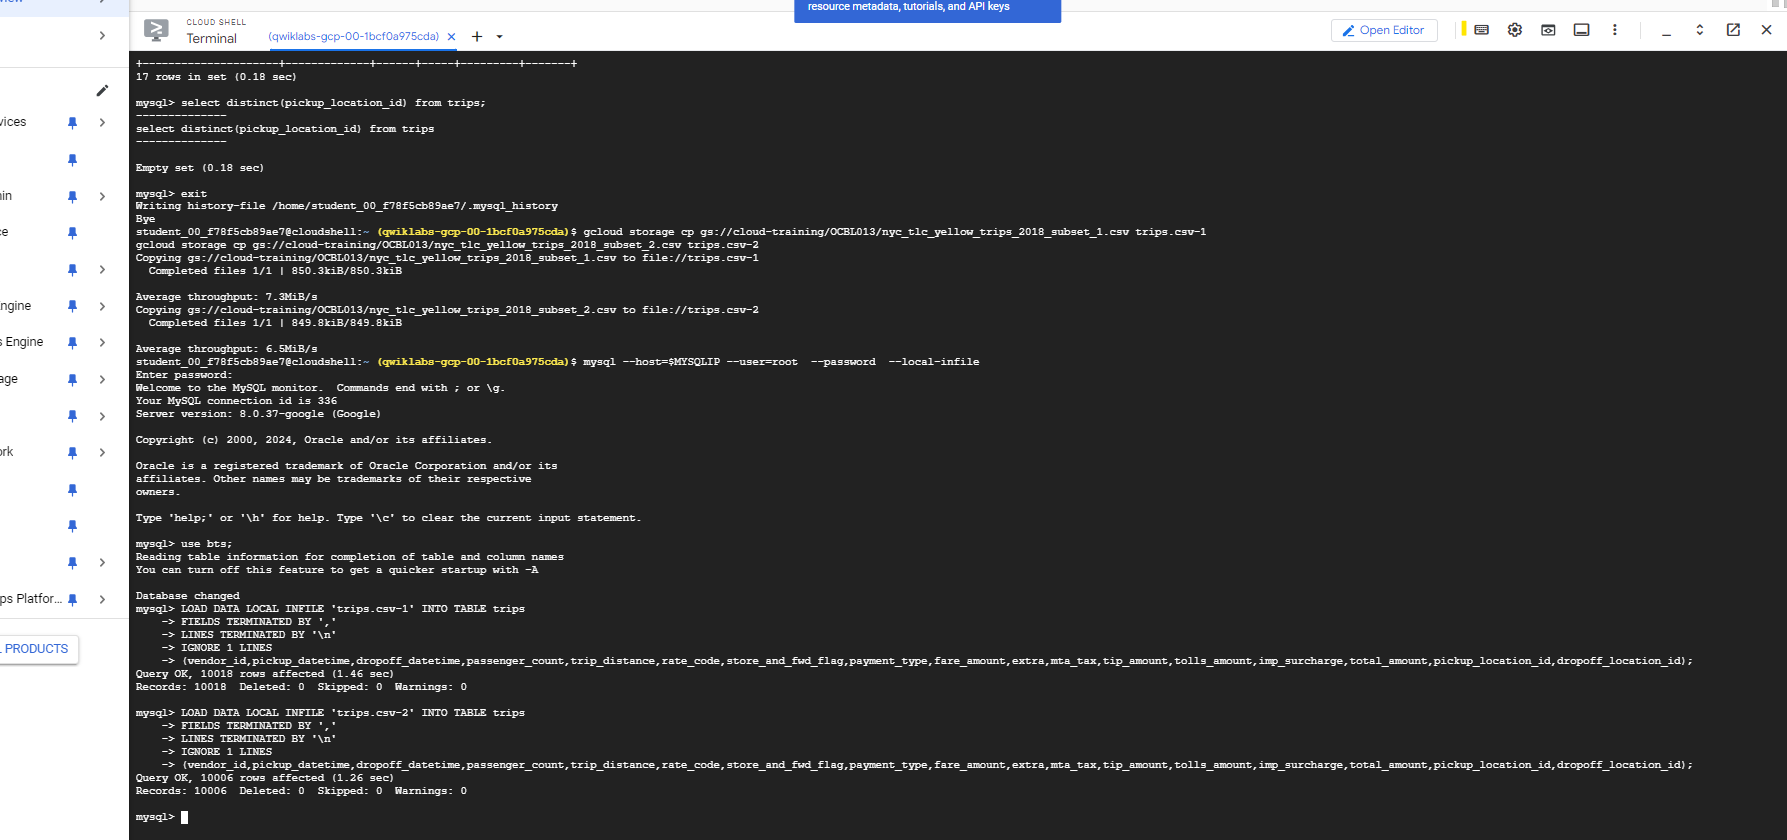 resource metadata, tutorials, and API keys
CLOUD SHELL
Terminal
(qwiklabs-gcp-00-1bcf0a975cda)
Open Editor
+---------------------+-------------+------+-----+---------+-------+
17 rows in set (0.18 sec)
mysql> select distinct(pickup_location_id) from trips;
--------------
select distinct(pickup_location_id) from trips
--------------
Empty set (0.18 sec)
mysql> exit
Writing history-file /home/student_00_f78f5cb89ae7/.mysql_history
Bye
student_00_f78f5cb89ae7@cloudshell:~ (qwiklabs-gcp-00-1bcf0a975cda)$ gcloud storage cp gs://cloud-training/OCBL013/nyc_tlc_yellow_trips_2018_subset_1.csv trips.csv-1
gcloud storage cp gs://cloud-training/OCBL013/nyc_tlc_yellow_trips_2018_subset_2.csv trips.csv-2
Copying gs://cloud-training/OCBL013/nyc_tlc_yellow_trips_2018_subset_1.csv to file://trips.csv-1
Completed files 1/1 | 850.3kiB/850.3kiB
Average throughput: 7.3MiB/s
Copying gs://cloud-training/OCBL013/nyc_tlc_yellow_trips_2018_subset_2.csv to file://trips.csv-2
Completed files 1/1 | 849.8kiB/849.8kiB
Average throughput: 6.5MiB/s
student_00_f78f5cb89ae7@cloudshell:~ (qwiklabs-gcp-00-1bcf0a975cda)$ mysql --host=$MYSQLIP --user=root  --password  --local-infile
Enter password:
Welcome to the MySQL monitor.  Commands end with ; or \g.
Your MySQL connection id is 336
Server version: 8.0.37-google (Google)
Copyright (c) 2000, 2024, Oracle and/or its affiliates.
Oracle is a registered trademark of Oracle Corporation and/or its
affiliates. Other names may be trademarks of their respective
owners.
Type 'help;' or '\h' for help. Type '\c' to clear the current input statement.
mysql> use bts;
Reading table information for completion of table and column names
You can turn off this feature to get a quicker startup with -A
Database changed
mysql> LOAD DATA LOCAL INFILE 'trips.csv-1' INTO TABLE trips
-> FIELDS TERMINATED BY ','
-> LINES TERMINATED BY '\n'
-> IGNORE 1 LINES
-> (vendor_id,pickup_datetime,dropoff_datetime,passenger_count,trip_distance,rate_code,store_and_fwd_flag,payment_type,fare_amount,extra,mta_tax,tip_amount,tolls_amount,imp_surcharge,total_amount,pickup_location_id,dropoff_location_id);
Query OK, 10018 rows affected (1.46 sec)
Records: 10018  Deleted: 0  Skipped: 0  Warnings: 0
mysql> LOAD DATA LOCAL INFILE 'trips.csv-2' INTO TABLE trips
-> FIELDS TERMINATED BY ','
-> LINES TERMINATED BY '\n'
-> IGNORE 1 LINES
-> (vendor_id,pickup_datetime,dropoff_datetime,passenger_count,trip_distance,rate_code,store_and_fwd_flag,payment_type,fare_amount,extra,mta_tax,tip_amount,tolls_amount,imp_surcharge,total_amount,pickup_location_id,dropoff_location_id);
Query OK, 10006 rows affected (1.26 sec)
Records: 10006  Deleted: 0  Skipped: 0  Warnings: 0
mysql>
vices
in
ce
ngine
s Engine
age
ork
ps Platfor...
PRODUCTS